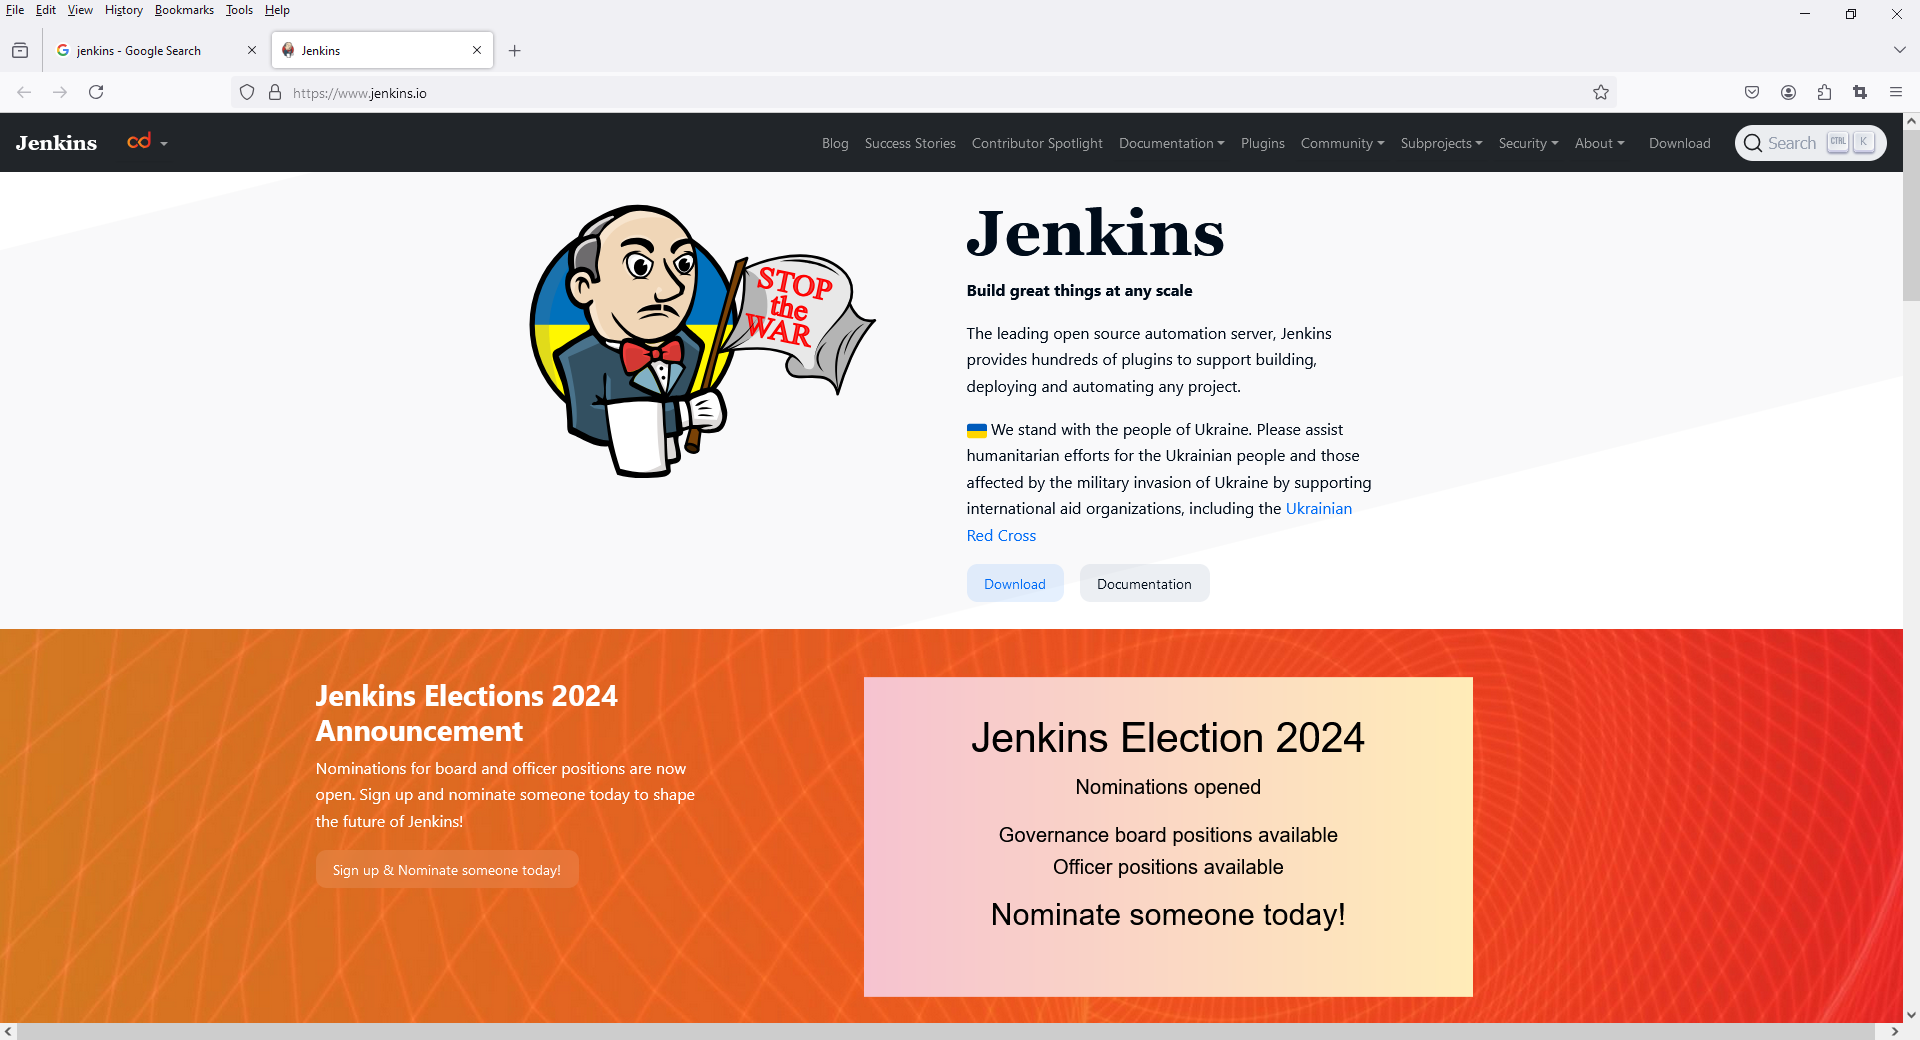 File Edit View History Bookmarks Tools Help
jenkins - Google Search
Jenkins
https://www.jenkins.io
Jenkins
cd
Blog Success Stories Contributor Spotlight Documentation Plugins Community Subprojects Security About Download Search CTRL K
STOP
the
WAR
Jenkins
Build great things at any scale
The leading open source automation server, Jenkins
provides hundreds of plugins to support building,
deploying and automating any project.
We stand with the people of Ukraine. Please assist
humanitarian efforts for the Ukrainian people and those
affected by the military invasion of Ukraine by supporting
international aid organizations, including the Ukrainian
Red Cross
Download Documentation
Jenkins Elections 2024
Announcement
Nominations for board and officer positions are now
open. Sign up and nominate someone today to shape
the future of Jenkins!
Sign up & Nominate someone today!
Jenkins Election 2024
Nominations opened
Governance board positions available
Officer positions available
Nominate someone today!